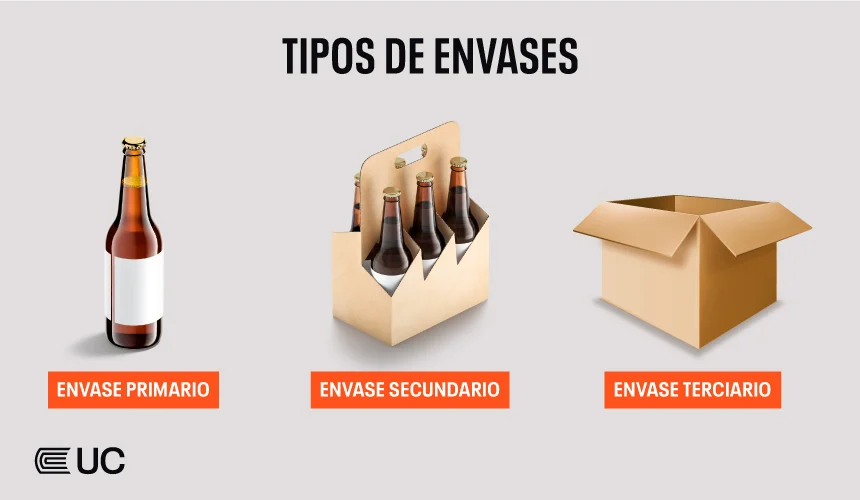 TIPOS DE ENVASES
ENVASE PRIMARIO
ENVASE SECUNDARIO
ENVASE TERCIARIO
UC